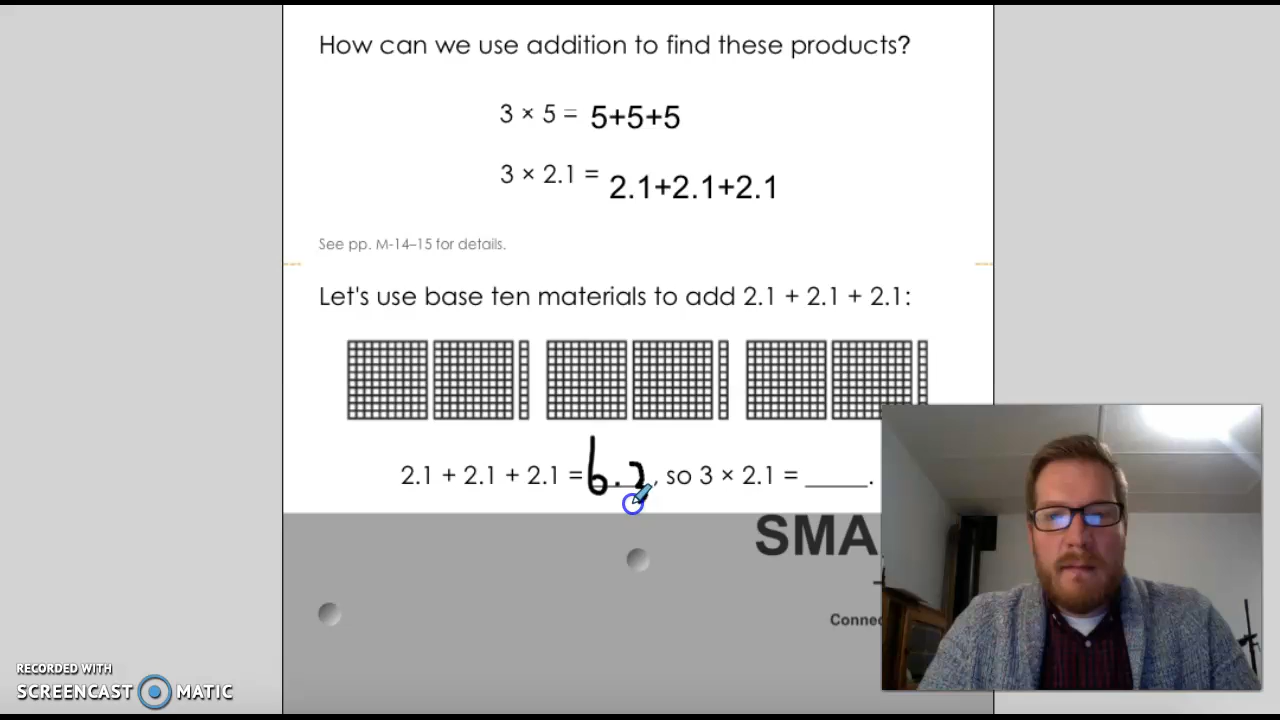 How can we use addition to find these products?
3 × 5 = 5+5+5
3 × 2.1 = 2.1+2.1+2.1
See pp. M-14–15 for details.
Let's use base ten materials to add 2.1 + 2.1 + 2.1:
2.1 + 2.1 + 2.1 = 6. , so 3 × 2.1 = _____.
SMA
Connec
RECORDED WITH
SCREENCAST MATIC